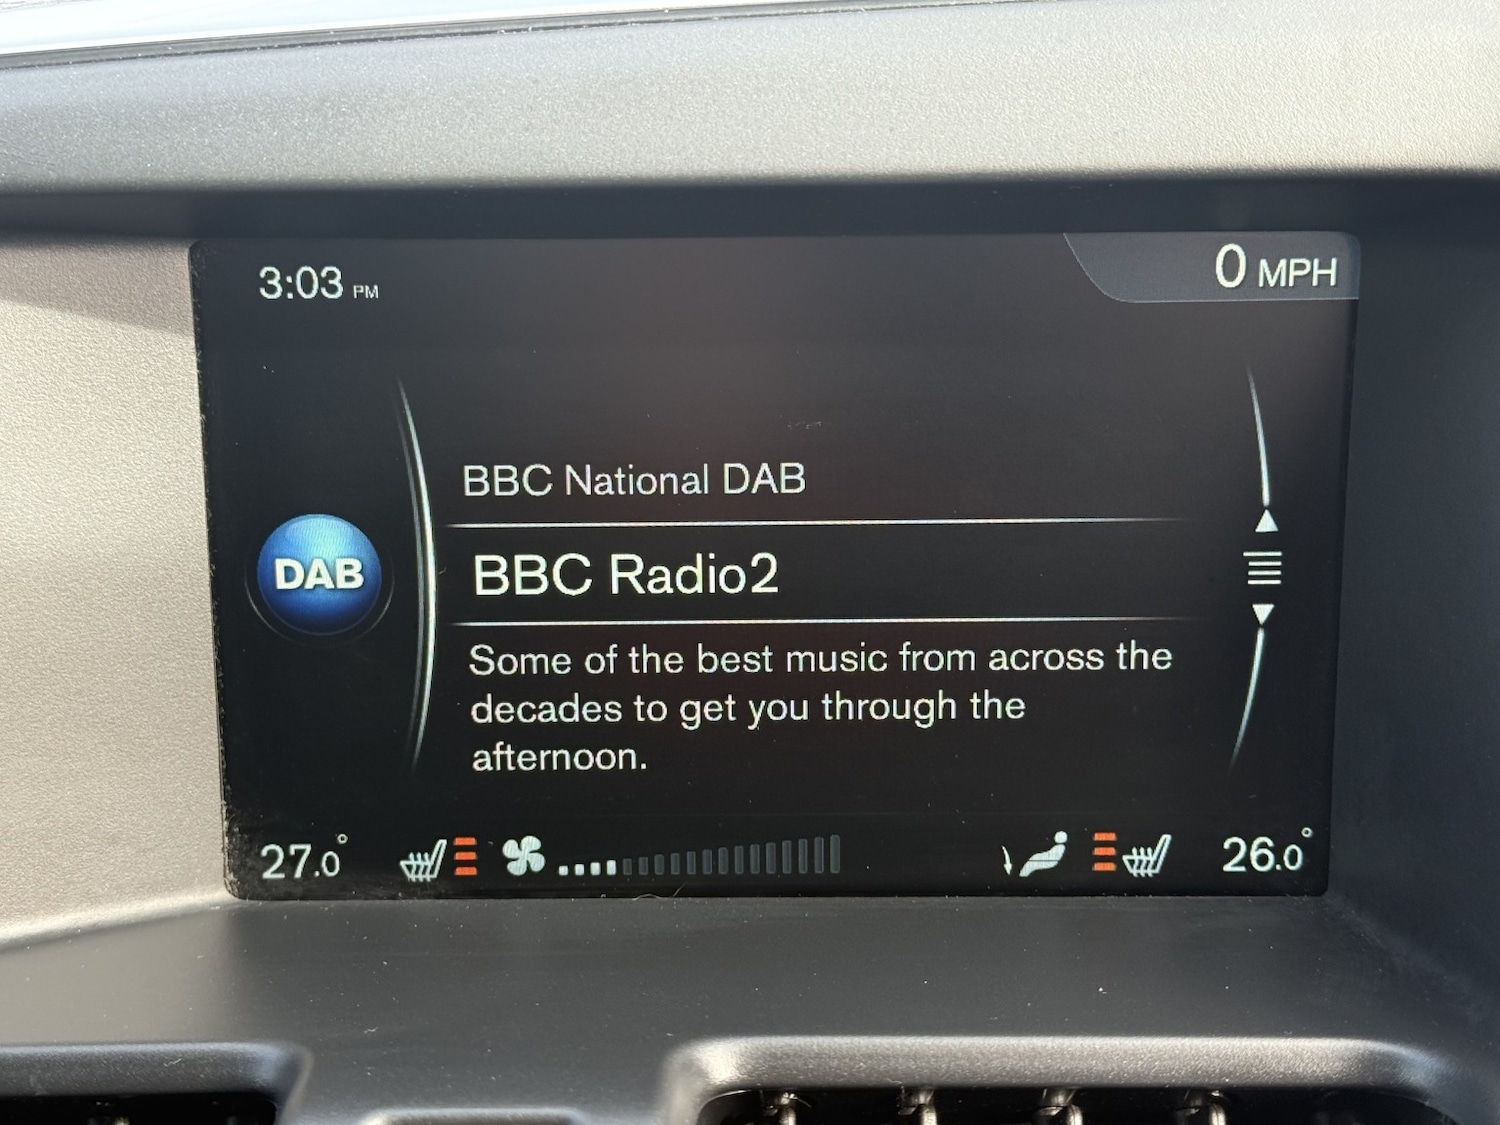 3:03 PM
0 MPH
BBC National DAB
DAB
BBC Radio2
Some of the best music from across the
decades to get you through the
afternoon.
27.0° 26.0°